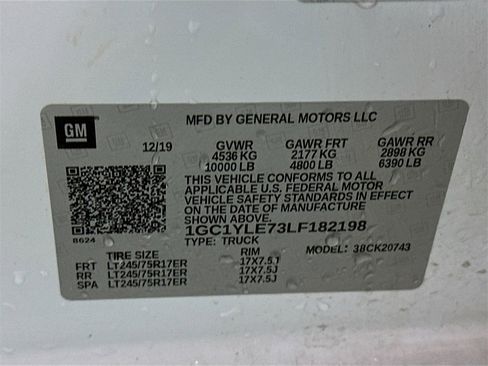 GM
MFD BY GENERAL MOTORS LLC
12/19 GVWR GAWR FRT GAWR RR
4536 KG 2177 KG 2898 KG
10000 LB 4800 LB 6390 LB
THIS VEHICLE CONFORMS TO ALL
APPLICABLE U.S. FEDERAL MOTOR
VEHICLE SAFETY STANDARDS IN EFFECT
ON THE DATE OF MANUFACTURE
SHOWN ABOVE.
8624 1GC1YLE73LF182198
TYPE: TRUCK MODEL: 38CK20743
TIRE SIZE RIM
FRT LT245/75R17ER 17X7.5J
RR LT245/75R17ER 17X7.5J
SPA LT245/75R17ER 17X7.5J